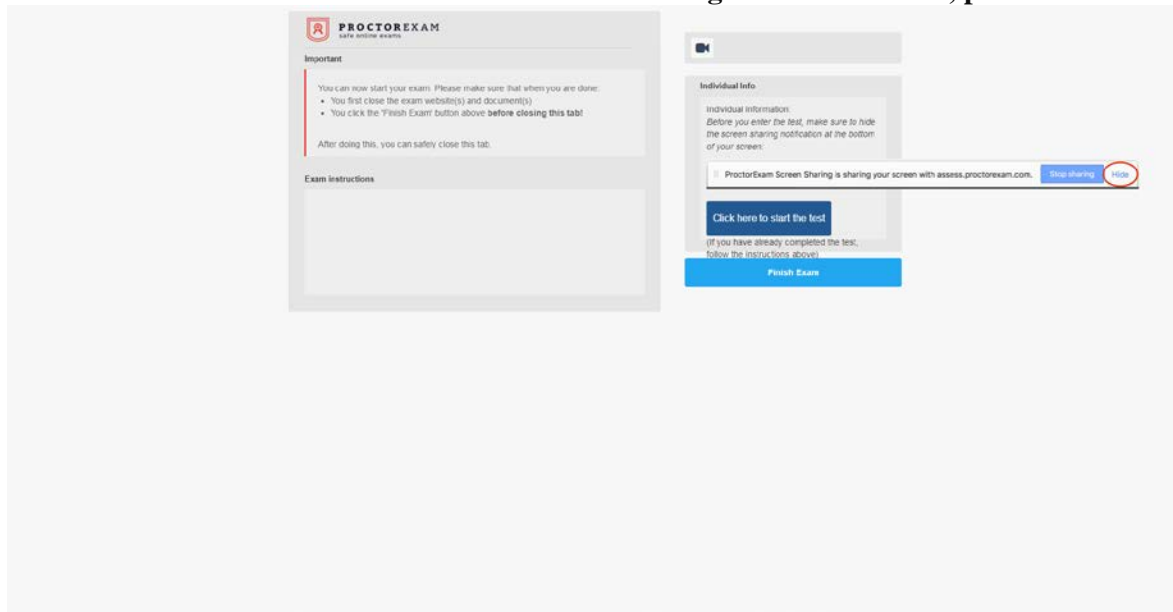 PROCTOREXAM
safe online exams
Important
You can now start your exam. Please make sure that when you are done:
• You first close the exam website(s) and document(s)
• You click the 'Finish Exam' button above before closing this tab!
After doing this, you can safely close this tab.
Exam instructions
Individual Info
Individual Information:
Before you enter the test, make sure to hide
the screen sharing notification at the bottom
of your screen:
ProctorExam Screen Sharing is sharing your screen with assess.proctorexam.com. Stop sharing Hide
Click here to start the test
(If you have already completed the test,
follow the instructions above)
Finish Exam